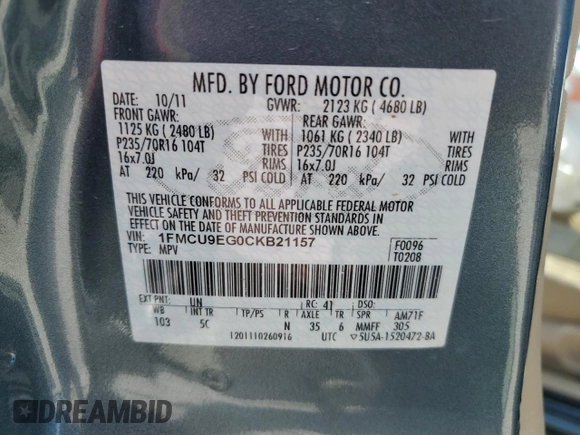 MFD. BY FORD MOTOR CO.
DATE: 10/11 GVWR: 2123 KG ( 4680 LB)
FRONT GAWR: REAR GAWR:
1125 KG ( 2480 LB) WITH 1061 KG ( 2340 LB) WITH
P235/70R16 104T TIRES P235/70R16 104T TIRES
16x7.0J RIMS 16x7.0J RIMS
AT 220 kPa/ 32 PSI COLD AT 220 kPa/ 32 PSI COLD
THIS VEHICLE CONFORMS TO ALL APPLICABLE FEDERAL MOTOR
VEHICLE SAFETY AND THEFT PREVENTION STANDARDS IN
EFFECT ON THE DATE OF MANUFACTURE SHOWN ABOVE.
VIN: 1FMCU9EG0CKB21157 F0096
TYPE: MPV T0208
EXT PNT: UN RC: 41 DSO:
WB INT TR TP/PS R AXLE TR SPR AM71F
103 5C N 35 6 MMFF 305
1201110260916 UTC 5U5A-1520472-BA
DREAMBID